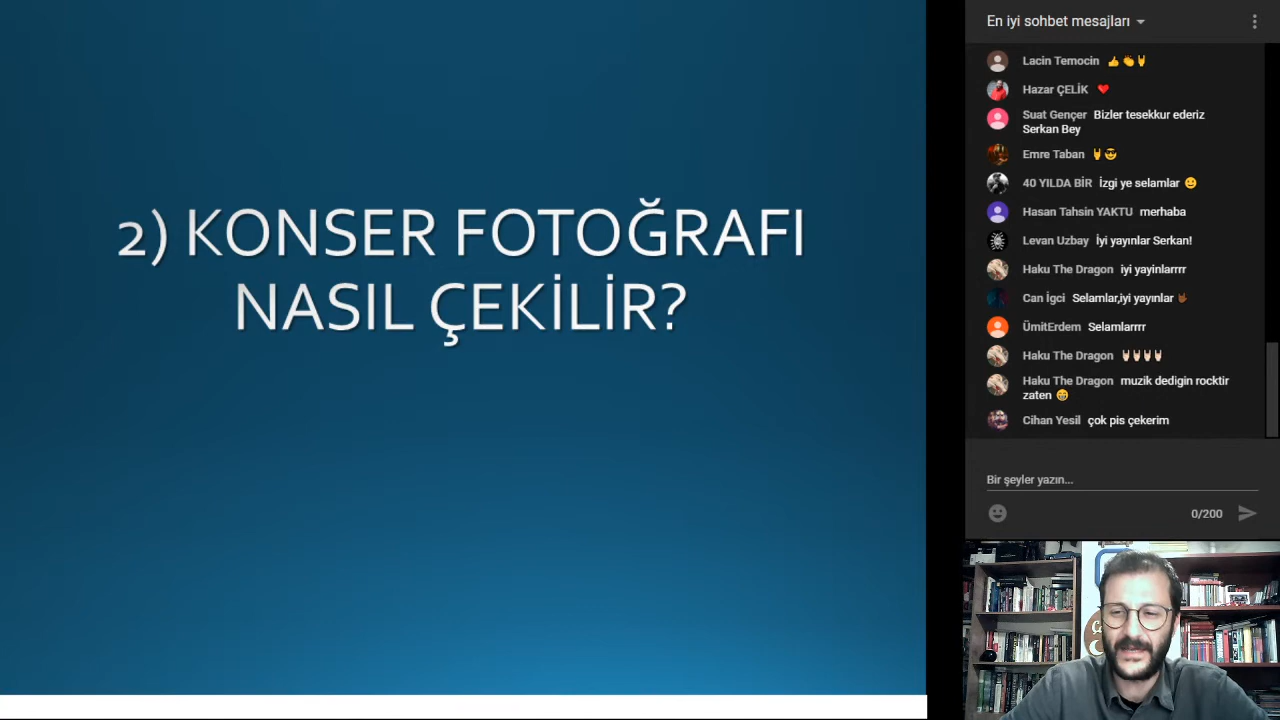 2) KONSER FOTOĞRAFI
NASIL ÇEKİLİR?
En iyi sohbet mesajları
Lacin Temocin 👍👏🤘
Hazar ÇELİK ❤
Suat Gençer Bizler tesekkur ederiz
Serkan Bey
Emre Taban 🤘😎
40 YILDA BİR İzgi ye selamlar 😀
Hasan Tahsin YAKTU merhaba
Levan Uzbay İyi yayınlar Serkan!
Haku The Dragon iyi yayinlarrrr
Can İgci Selamlar,iyi yayınlar 🤘🏾
ÜmitErdem Selamlarrrr
Haku The Dragon 🤘🏻🤘🏻🤘🏻🤘🏻
Haku The Dragon muzik dedigin rocktir
zaten 😁
Cihan Yesil çok pis çekerim
Bir şeyler yazın...
0/200